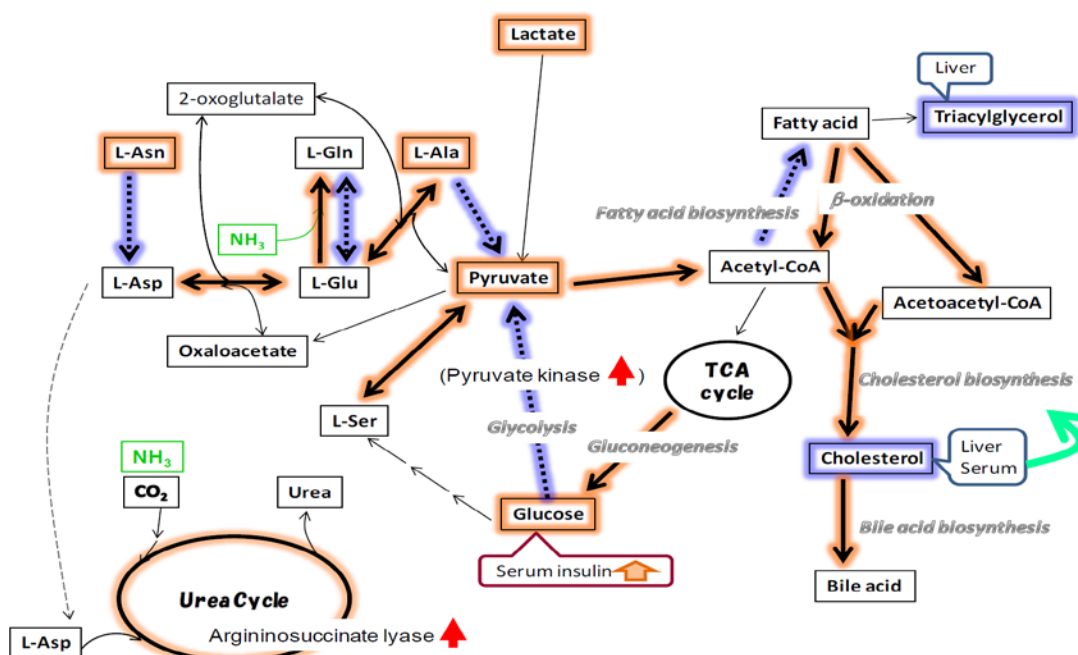 Lactate
Liver
2-oxoglutalate
Fatty acid
Triacylglycerol
L-Asn
L-Gln
L-Ala
Fatty acid biosynthesis
β-oxidation
NH3
L-Asp
L-Glu
Pyruvate
Acetyl-CoA
Acetoacetyl-CoA
Oxaloacetate
(Pyruvate kinase )
TCA
cycle
Cholesterol biosynthesis
L-Ser
Glycolysis
Gluconeogenesis
Cholesterol
Liver
Serum
NH3
CO2
Urea
Glucose
Bile acid biosynthesis
Serum insulin
Bile acid
Urea Cycle
Argininosuccinate lyase
L-Asp